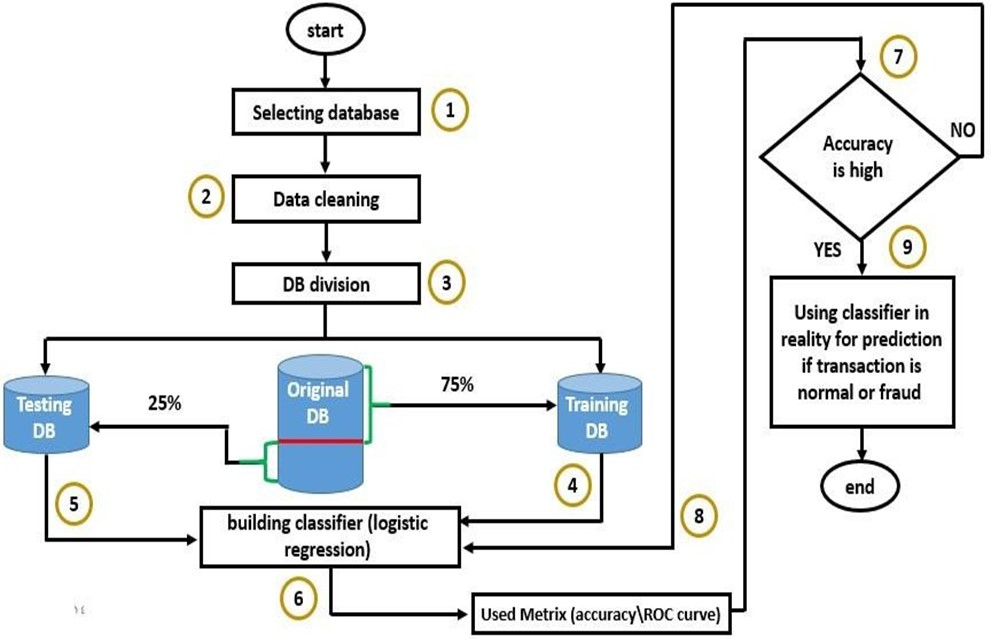 start
Selecting database
1
2
Data cleaning
DB division
3
Testing
DB
25%
Original
DB
75%
Training
DB
5
4
building classifier (logistic
regression)
6
Used Metrix (accuracy\ROC curve)
8
7
Accuracy
is high
NO
YES
9
Using classifier in
reality for prediction
if transaction is
normal or fraud
end
١٤